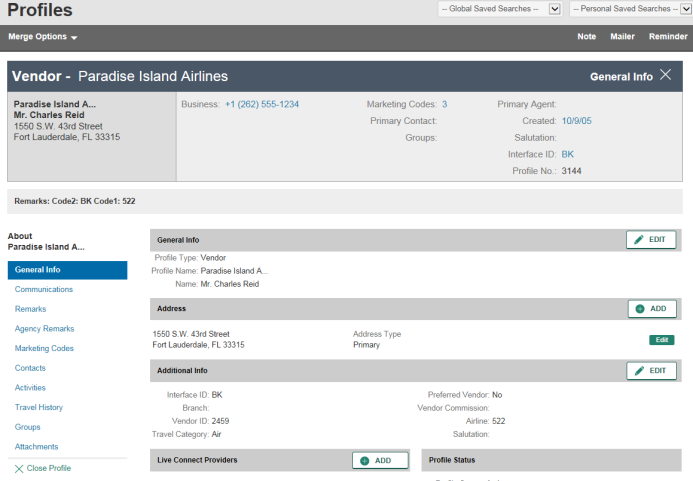 Profiles
-- Global Saved Searches --
-- Personal Saved Searches --
Merge Options
Note Mailer Reminder
Vendor - Paradise Island Airlines
General Info
Paradise Island A...
Mr. Charles Reid
1550 S.W. 43rd Street
Fort Lauderdale, FL 33315
Business: +1 (262) 555-1234
Marketing Codes: 3
Primary Contact:
Groups:
Primary Agent:
Created: 10/9/05
Salutation:
Interface ID: BK
Profile No.: 3144
Remarks: Code2: BK Code1: 522
About
Paradise Island A...
General Info
Communications
Remarks
Agency Remarks
Marketing Codes
Contacts
Activities
Travel History
Groups
Attachments
Close Profile
General Info
EDIT
Profile Type: Vendor
Profile Name: Paradise Island A...
Name: Mr. Charles Reid
Address
ADD
1550 S.W. 43rd Street
Fort Lauderdale, FL 33315
Address Type
Primary
Edit
Additional Info
EDIT
Interface ID: BK
Branch:
Vendor ID: 2459
Travel Category: Air
Preferred Vendor: No
Vendor Commission:
Airline: 522
Salutation:
Live Connect Providers
ADD
Profile Status